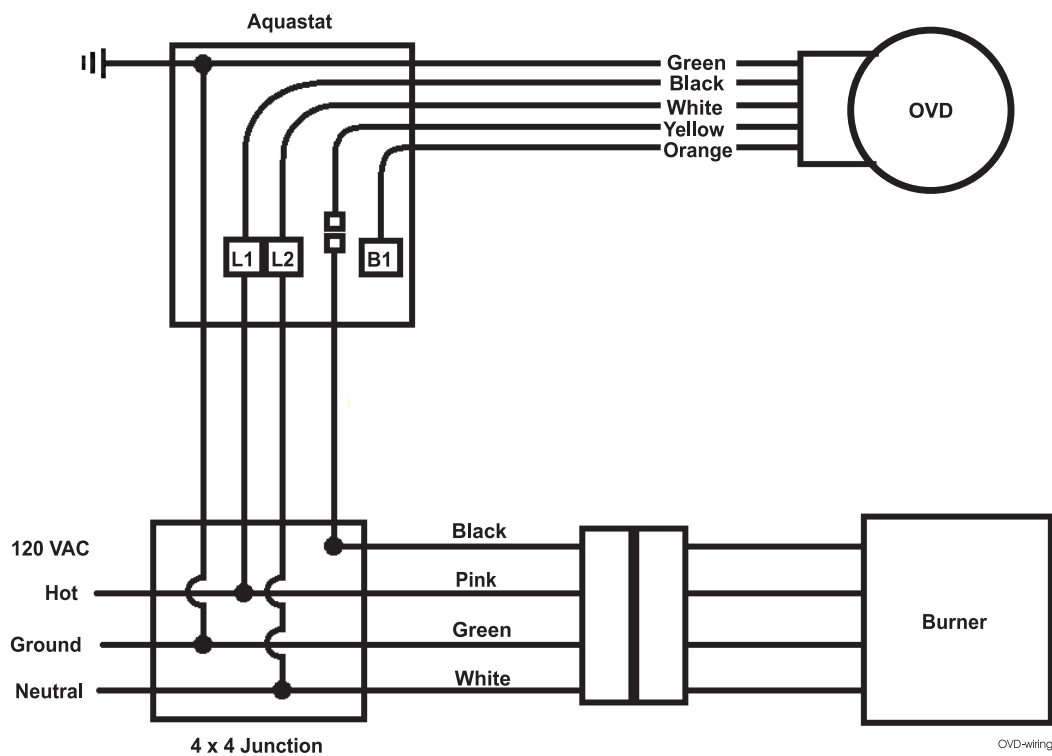 Aquastat
Green
Black
White
Yellow
Orange
OVD
L1
L2
B1
120 VAC
Hot
Ground
Neutral
Black
Pink
Green
White
Burner
4 x 4 Junction
OVD-wiring